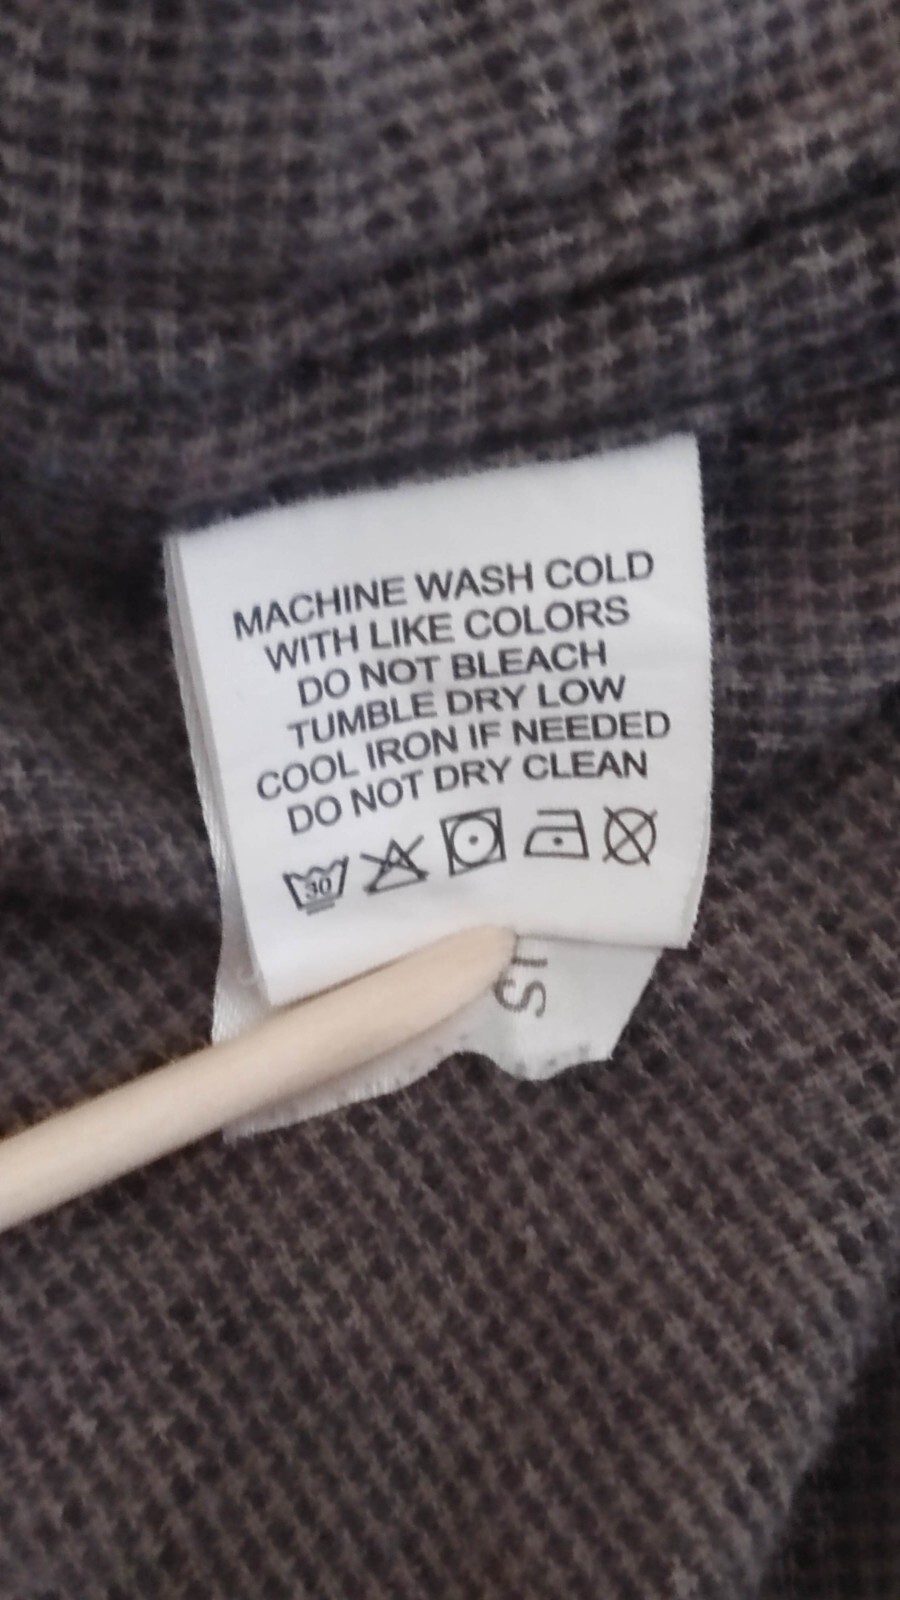 MACHINE WASH COLD
WITH LIKE COLORS
DO NOT BLEACH
TUMBLE DRY LOW
COOL IRON IF NEEDED
DO NOT DRY CLEAN
30